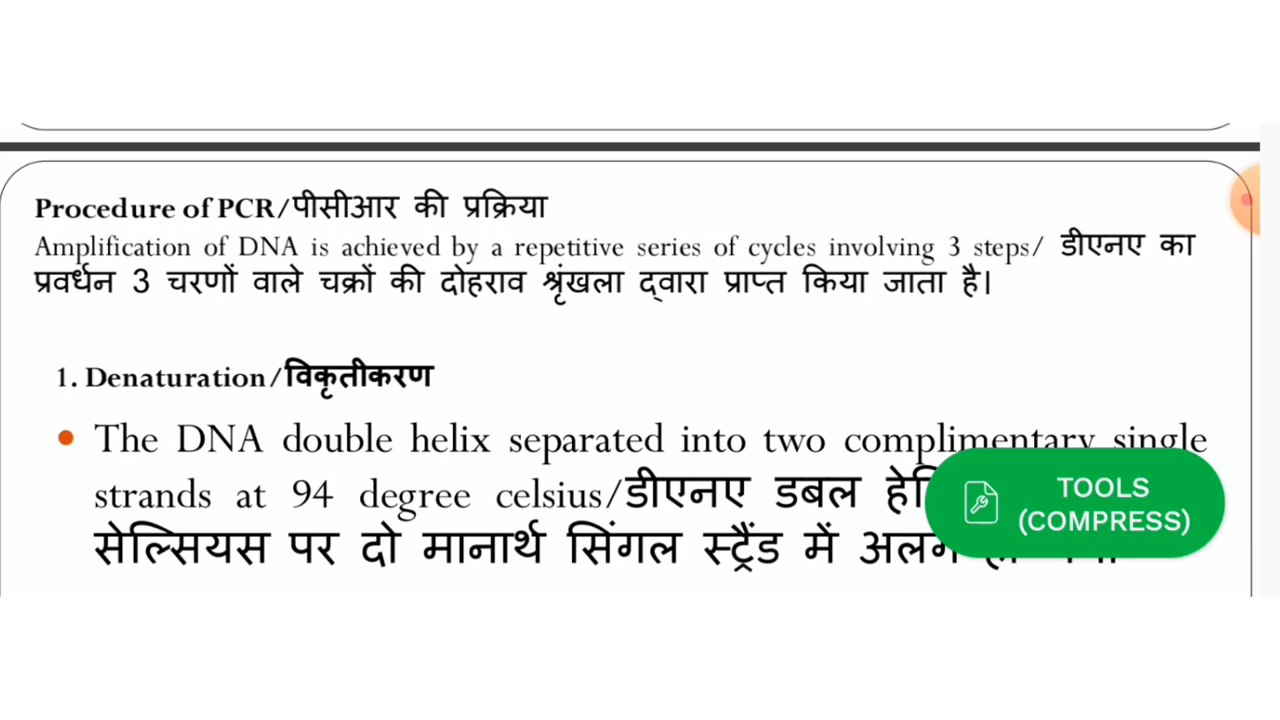 Procedure of PCR/पीसीआर की प्रक्रिया
Amplification of DNA is achieved by a repetitive series of cycles involving 3 steps/ डीएनए का
प्रवर्धन 3 चरणों वाले चक्रों की दोहराव श्रृंखला द्वारा प्राप्त किया जाता है।
1. Denaturation/विकृतीकरण
• The DNA double helix separated into two complimentary single
strands at 94 degree celsius/डीएनए डबल
सेल्सियस पर दो मानार्थ सिंगल स्ट्रैंड में अलग
TOOLS
(COMPRESS)